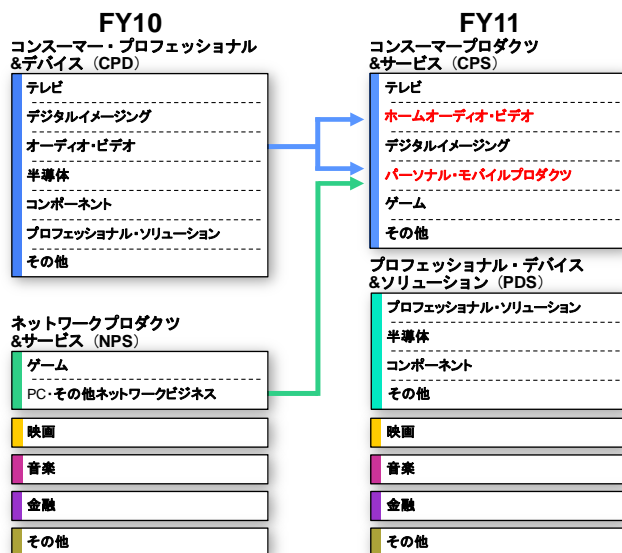 FY10
コンスーマー・プロフェッショナル
&デバイス（CPD）
テレビ
デジタルイメージング
オーディオ・ビデオ
半導体
コンポーネント
プロフェッショナル・ソリューション
その他
ネットワークプロダクツ
&サービス（NPS）
ゲーム
PC・その他ネットワークビジネス
映画
音楽
金融
その他
FY11
コンスーマープロダクツ
&サービス（CPS）
テレビ
ホームオーディオ・ビデオ
デジタルイメージング
パーソナル・モバイルプロダクツ
ゲーム
その他
プロフェッショナル・デバイス
&ソリューション（PDS）
プロフェッショナル・ソリューション
半導体
コンポーネント
その他
映画
音楽
金融
その他